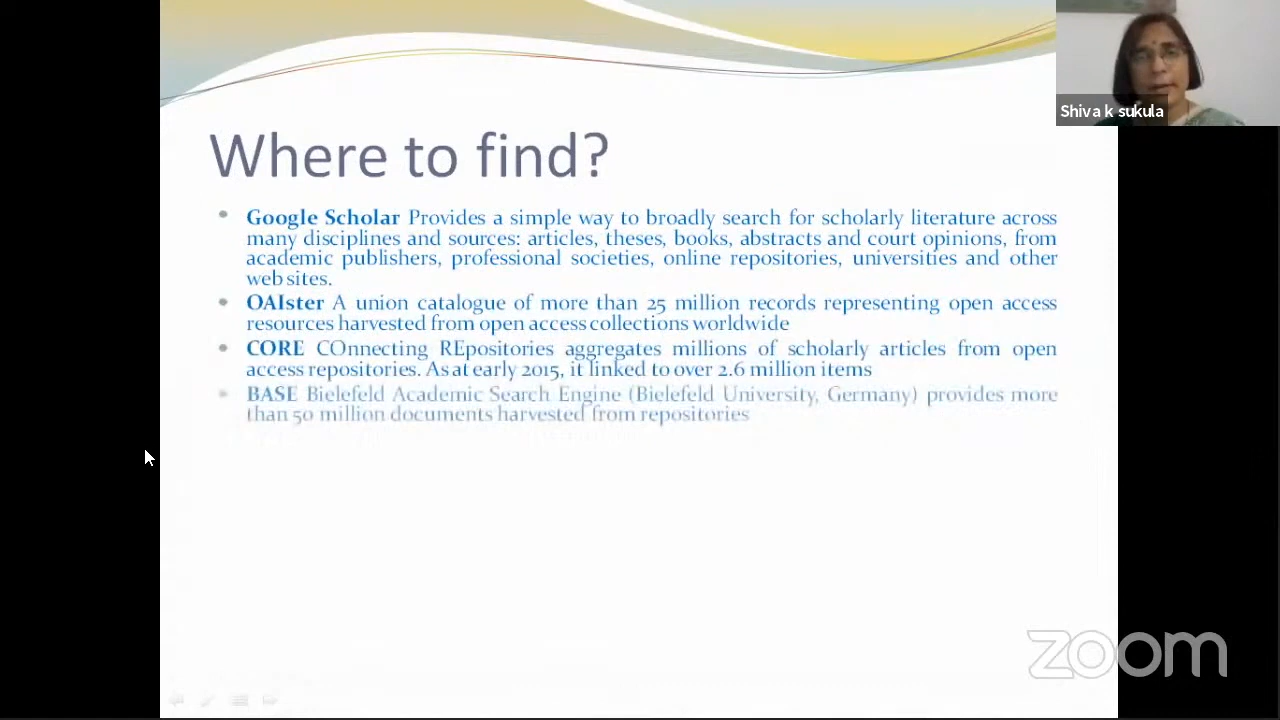 Shiva k sukula
Where to find?
Google Scholar Provides a simple way to broadly search for scholarly literature across
many disciplines and sources: articles, theses, books, abstracts and court opinions, from
academic publishers, professional societies, online repositories, universities and other
web sites.
OAIster A union catalogue of more than 25 million records representing open access
resources harvested from open access collections worldwide
CORE COnnecting REpositories aggregates millions of scholarly articles from open
access repositories. As at early 2015, it linked to over 2.6 million items
BASE Bielefeld Academic Search Engine (Bielefeld University, Germany) provides more
than 50 million documents harvested from repositories
zoom